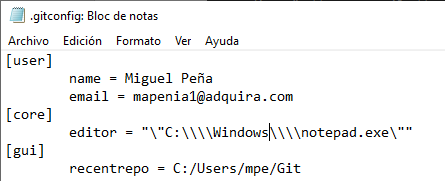 .gitconfig: Bloc de notas
Archivo Edición Formato Ver Ayuda
[user]
name = Miguel Peña
email = mapenia1@adquira.com
[core]
editor = "\"C:\\\\Windows\\\\notepad.exe\""
[gui]
recentrepo = C:/Users/mpe/Git